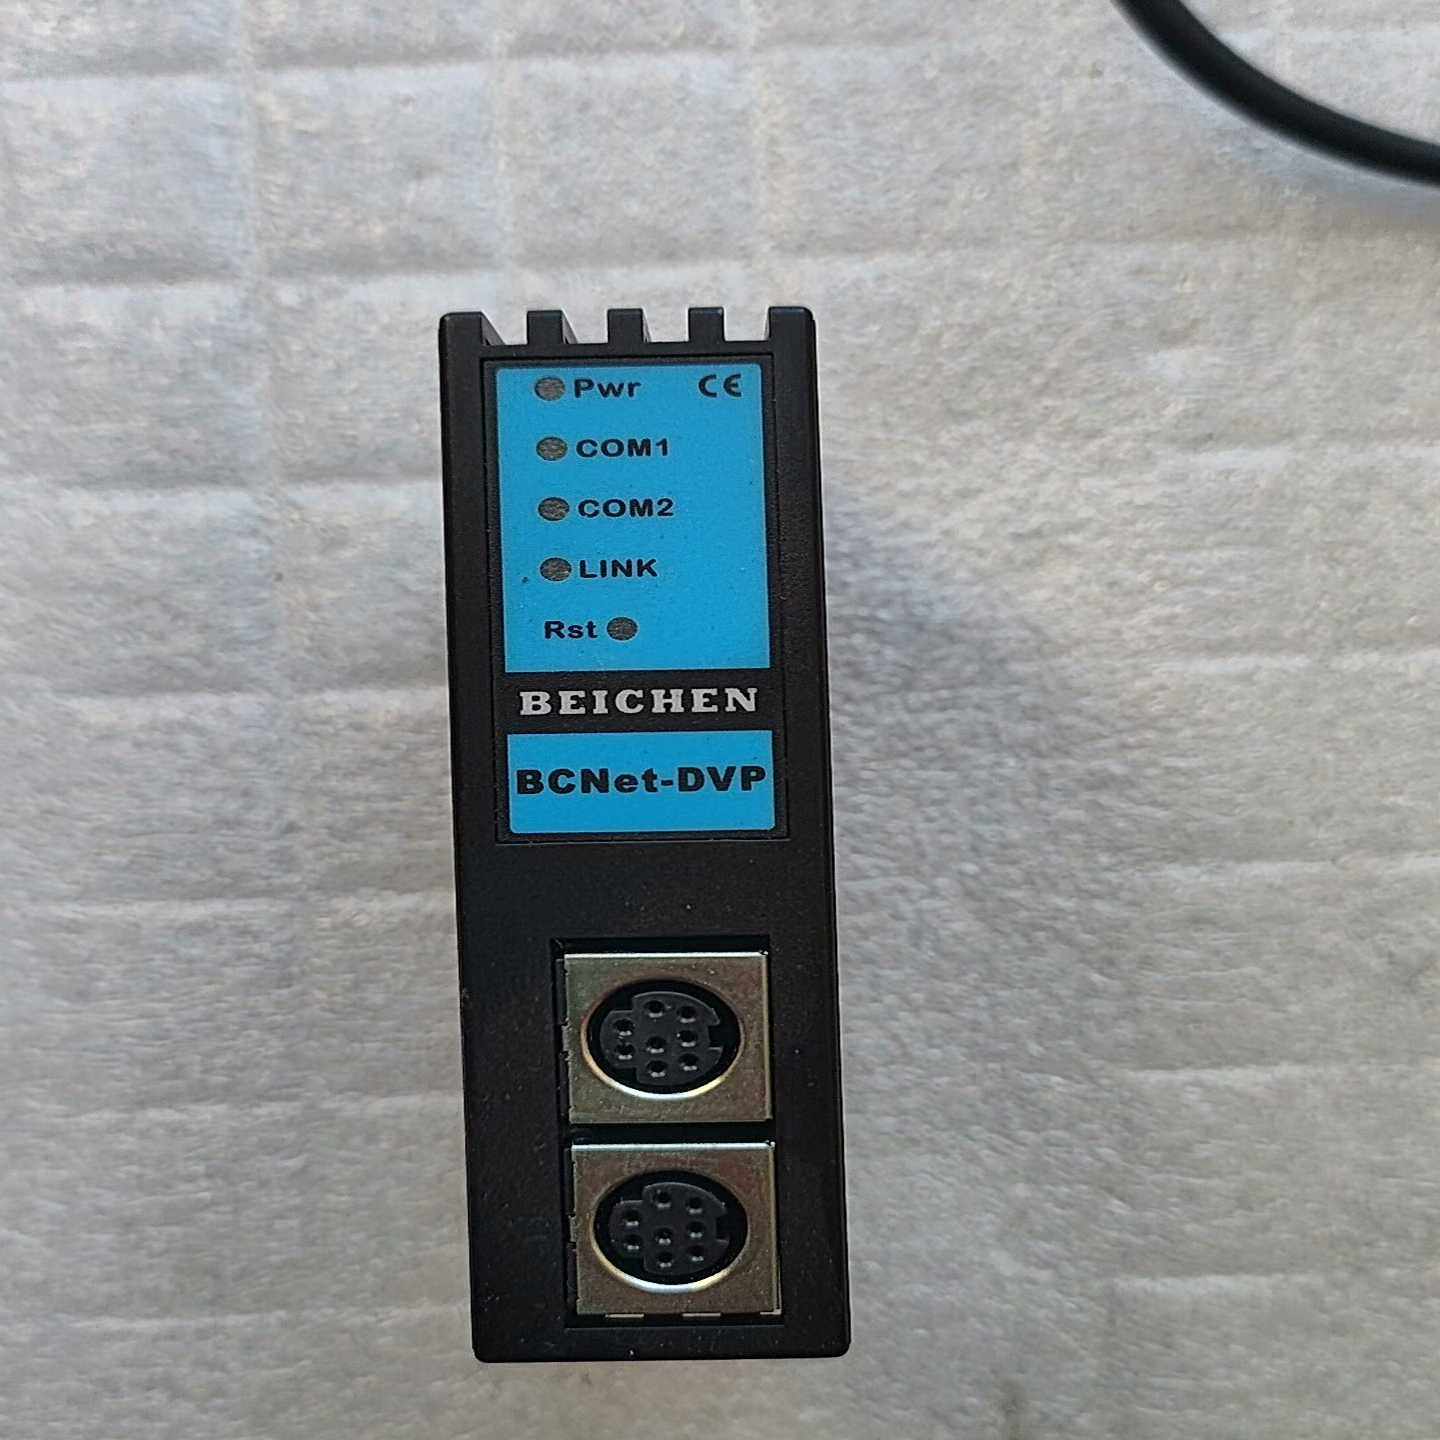 Pwr CE
COM1
COM2
LINK
Rst
BEICHEN
BCNet-DVP